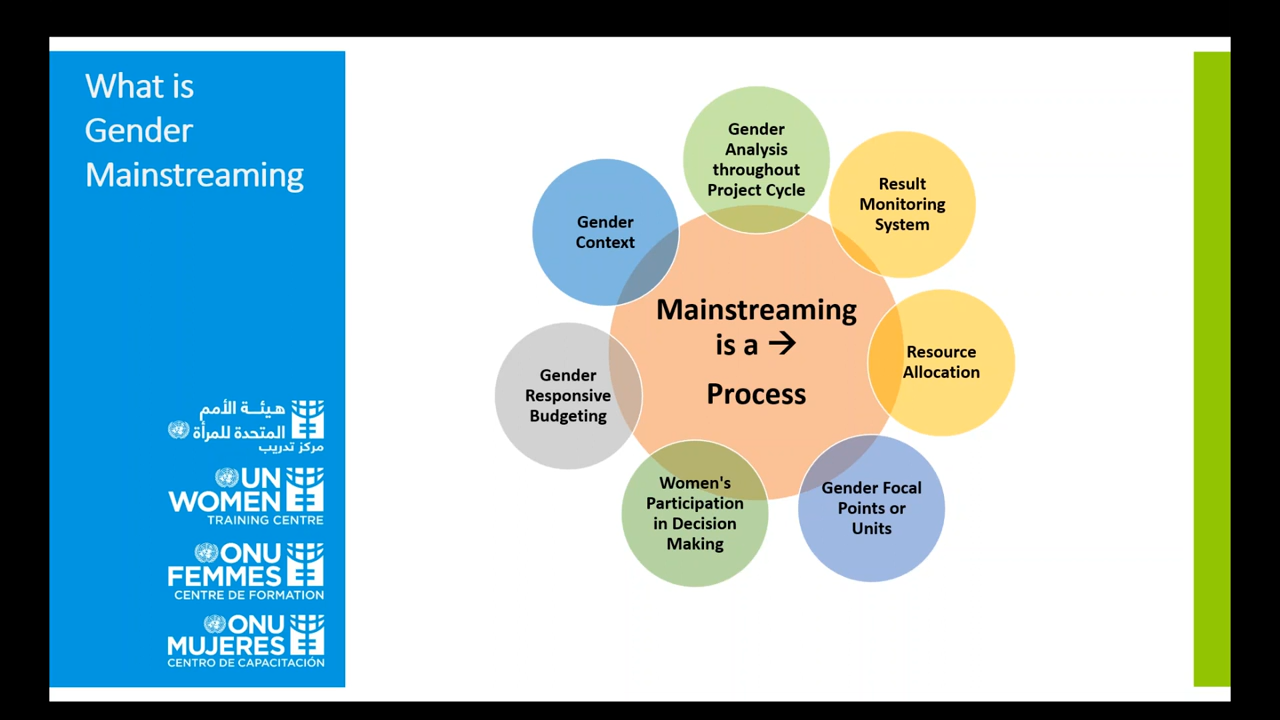 What is
Gender
Mainstreaming
هيئة الأمم
المتحدة للمرأة
مركز تدريب
UN
WOMEN
TRAINING CENTRE
ONU
FEMMES
CENTRE DE FORMATION
ONU
MUJERES
CENTRO DE CAPACITACIÓN
Gender
Analysis
throughout
Project Cycle
Result
Monitoring
System
Resource
Allocation
Gender Focal
Points or
Units
Women's
Participation
in Decision
Making
Gender
Responsive
Budgeting
Gender
Context
Mainstreaming
is a →
Process